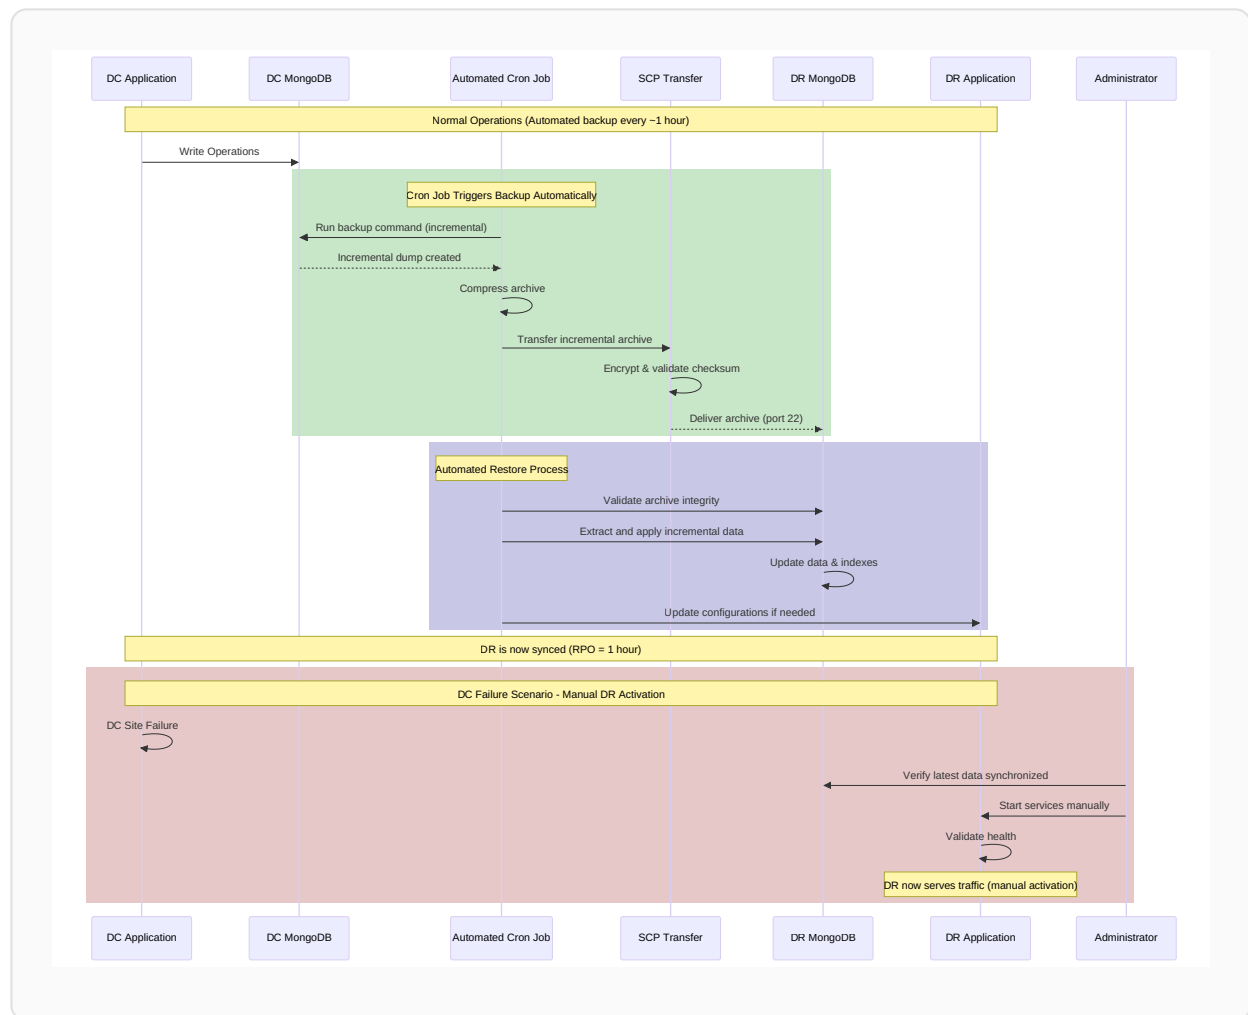 DC Application
DC MongoDB
Automated Cron Job
SCP Transfer
DR MongoDB
DR Application
Administrator
Normal Operations (Automated backup every ~1 hour)
Write Operations
Cron Job Triggers Backup Automatically
Run backup command (incremental)
Incremental dump created
Compress archive
Transfer incremental archive
Encrypt & validate checksum
Deliver archive (port 22)
Automated Restore Process
Validate archive integrity
Extract and apply incremental data
Update data & indexes
Update configurations if needed
DR is now synced (RPO = 1 hour)
DC Failure Scenario - Manual DR Activation
DC Site Failure
Verify latest data synchronized
Start services manually
Validate health
DR now serves traffic (manual activation)
DC Application
DC MongoDB
Automated Cron Job
SCP Transfer
DR MongoDB
DR Application
Administrator